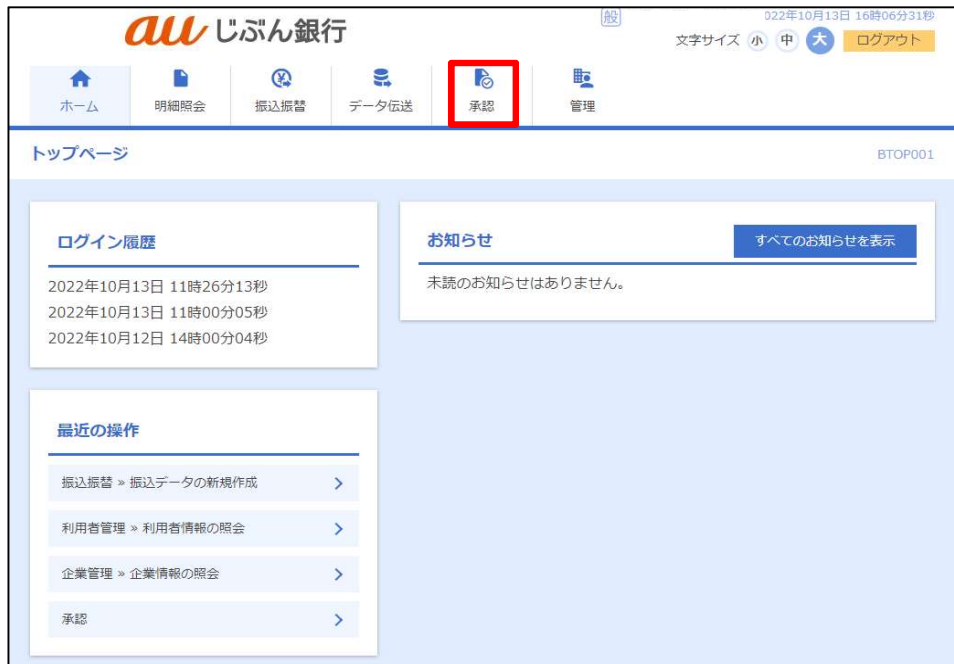 au じぶん銀行
般
022年10月13日 16時06分31秒
文字サイズ 小 中 大 ログアウト
ホーム 明細照会 振込振替 データ伝送 承認 管理
トップページ
BTOP001
ログイン履歴
2022年10月13日 11時26分13秒
2022年10月13日 11時00分05秒
2022年10月12日 14時00分04秒
お知らせ
すべてのお知らせを表示
未読のお知らせはありません。
最近の操作
振込振替 » 振込データの新規作成
利用者管理 » 利用者情報の照会
企業管理 » 企業情報の照会
承認